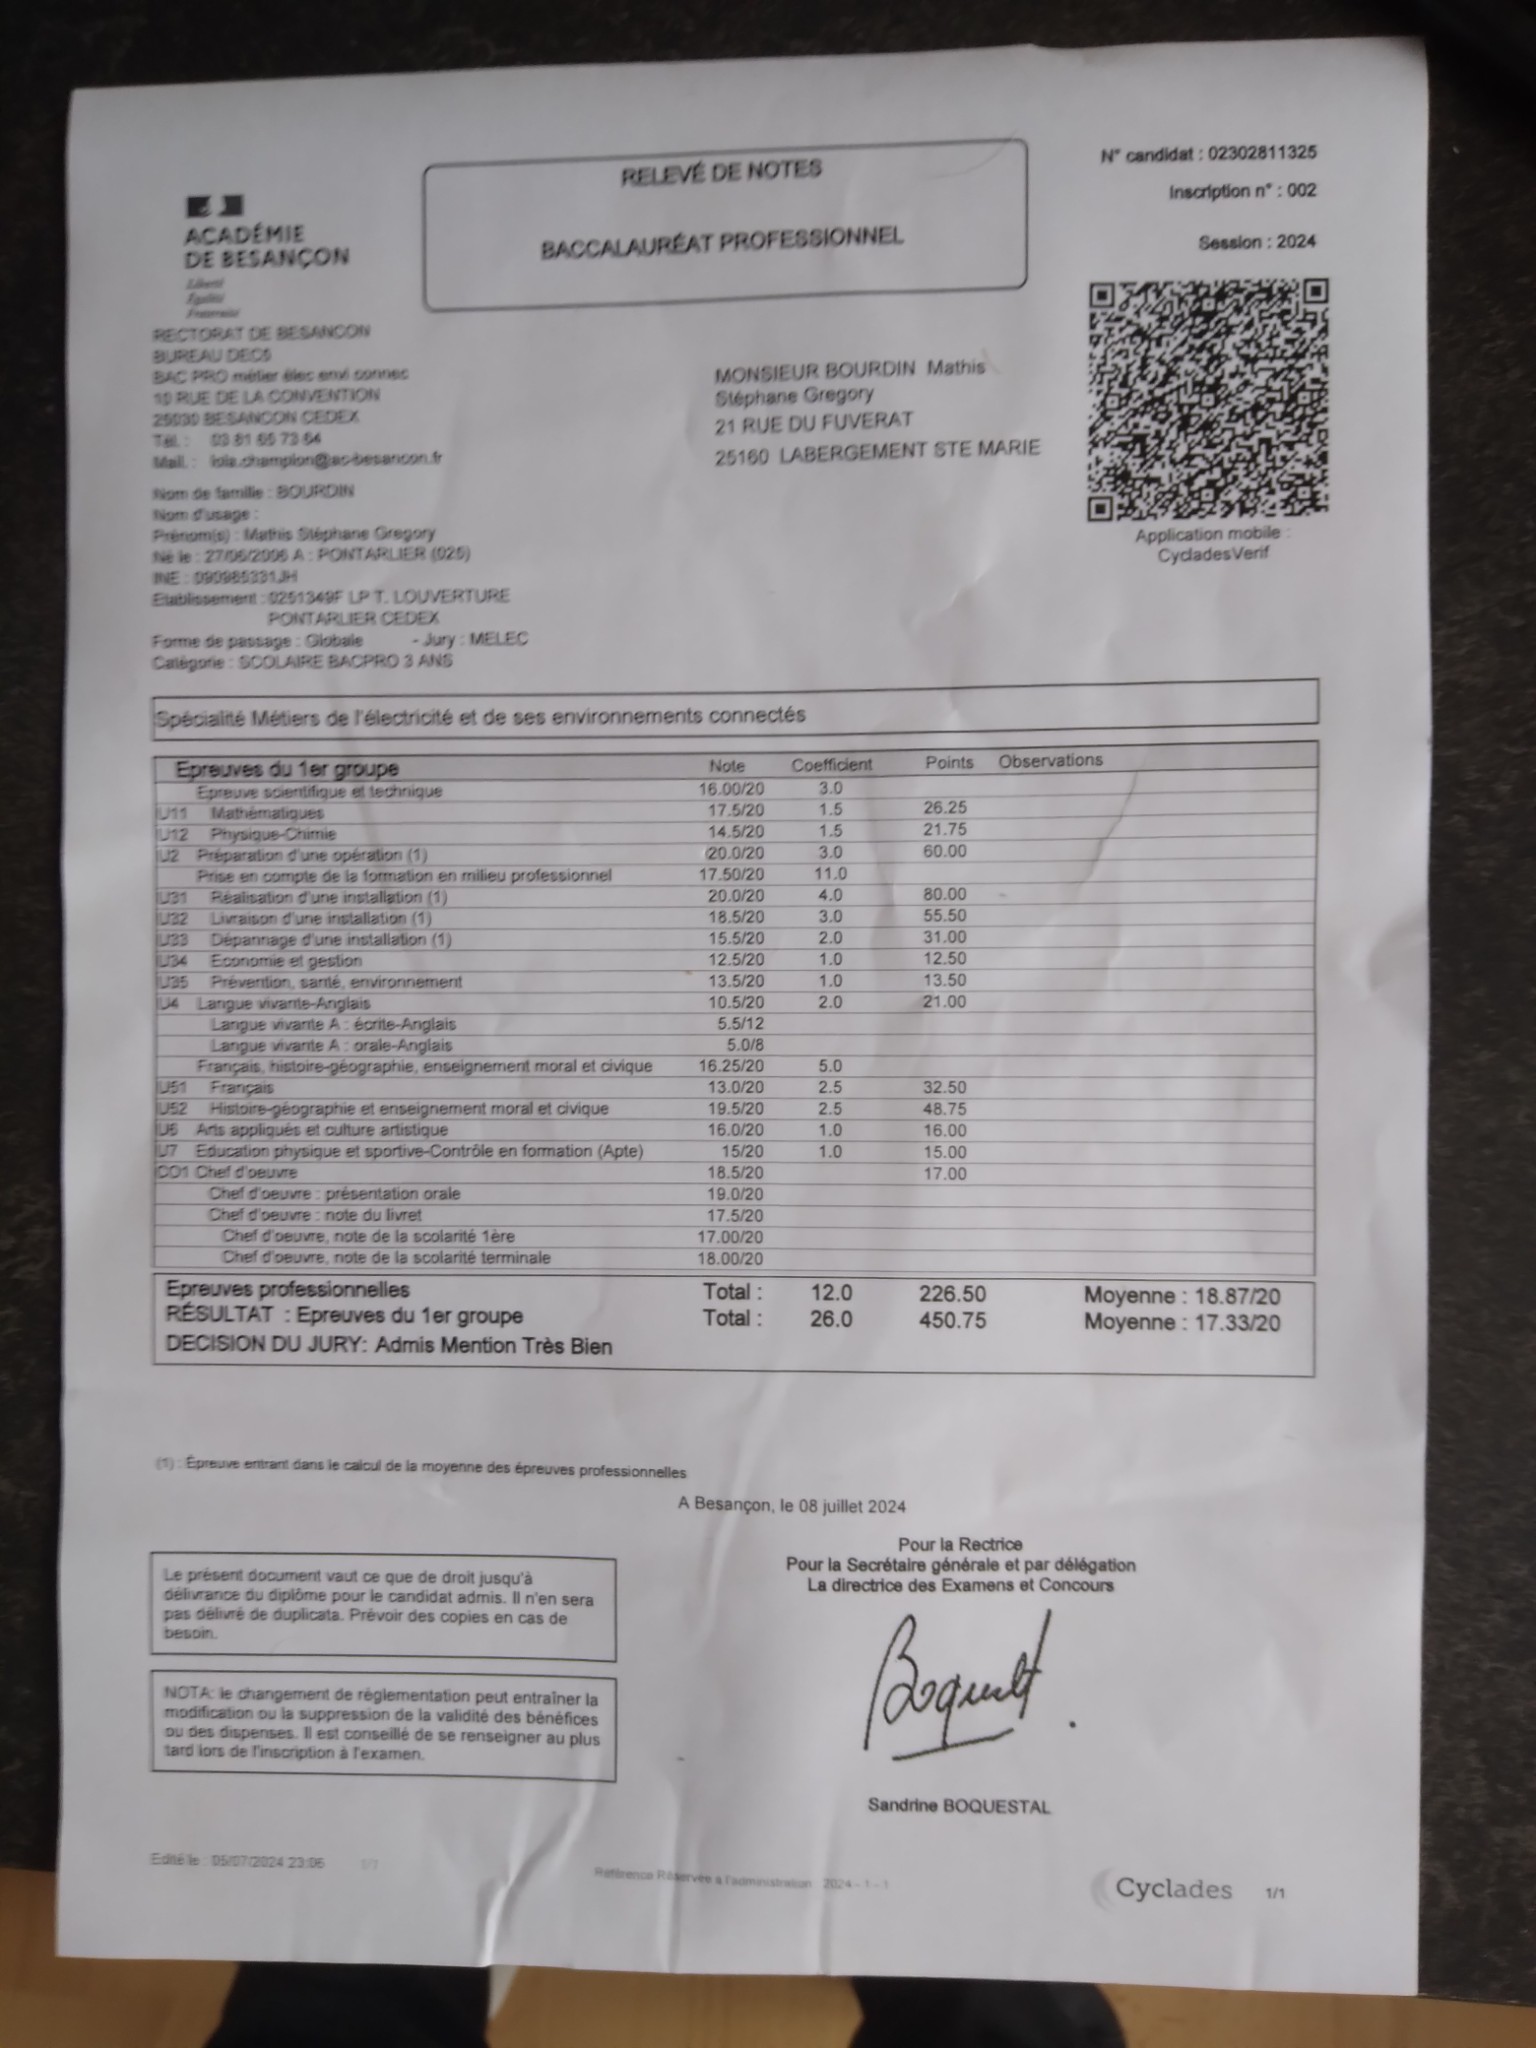 RELEVÉ DE NOTES
BACCALAURÉAT PROFESSIONNEL
N° candidat : 02302811325
Inscription n° : 002
Session : 2024
ACADÉMIE
DE BESANÇON
Liberté
Égalité
Fraternité
RECTORAT DE BESANCON
BUREAU DEC5
BAC PRO métier élec envi connec
10 RUE DE LA CONVENTION
25030 BESANCON CEDEX
Tél. : 03 81 65 73 64
Mail. : lola.champion@ac-besancon.fr
MONSIEUR BOURDIN Mathis
Stéphane Gregory
21 RUE DU FUVERAT
25160 LABERGEMENT STE MARIE
Application mobile :
CycladesVerif
Nom de famille : BOURDIN
Nom d'usage :
Prénom(s) : Mathis Stéphane Gregory
Né le : 27/06/2006 A : PONTARLIER (025)
INE : 090985331JH
Etablissement : 0251349F LP T. LOUVERTURE
PONTARLIER CEDEX
Forme de passage : Globale - Jury : MELEC
Catégorie : SCOLAIRE BACPRO 3 ANS
Spécialité Métiers de l'électricité et de ses environnements connectés
Epreuves du 1er groupe Note Coefficient Points Observations
Epreuve scientifique et technique 16.00/20 3.0
U11 Mathématiques 17.5/20 1.5 26.25
U12 Physique-Chimie 14.5/20 1.5 21.75
U2 Préparation d'une opération (1) 20.0/20 3.0 60.00
Prise en compte de la formation en milieu professionnel 17.50/20 11.0
U31 Réalisation d'une installation (1) 20.0/20 4.0 80.00
U32 Livraison d'une installation (1) 18.5/20 3.0 55.50
U33 Dépannage d'une installation (1) 15.5/20 2.0 31.00
U34 Economie et gestion 12.5/20 1.0 12.50
U35 Prévention, santé, environnement 13.5/20 1.0 13.50
U4 Langue vivante-Anglais 10.5/20 2.0 21.00
Langue vivante A : écrite-Anglais 5.5/12
Langue vivante A : orale-Anglais 5.0/8
Français, histoire-géographie, enseignement moral et civique 16.25/20 5.0
U51 Français 13.0/20 2.5 32.50
U52 Histoire-géographie et enseignement moral et civique 19.5/20 2.5 48.75
U6 Arts appliqués et culture artistique 16.0/20 1.0 16.00
U7 Education physique et sportive-Contrôle en formation (Apte) 15/20 1.0 15.00
CO1 Chef d'oeuvre 18.5/20 17.00
Chef d'oeuvre : présentation orale 19.0/20
Chef d'oeuvre : note du livret 17.5/20
Chef d'oeuvre, note de la scolarité 1ère 17.00/20
Chef d'oeuvre, note de la scolarité terminale 18.00/20
Epreuves professionnelles Total : 12.0 226.50 Moyenne : 18.87/20
RÉSULTAT : Epreuves du 1er groupe Total : 26.0 450.75 Moyenne : 17.33/20
DECISION DU JURY: Admis Mention Très Bien
(1) : Épreuve entrant dans le calcul de la moyenne des épreuves professionnelles
A Besançon, le 08 juillet 2024
Pour la Rectrice
Pour la Secrétaire générale et par délégation
La directrice des Examens et Concours
Le présent document vaut ce que de droit jusqu'à
délivrance du diplôme pour le candidat admis. Il n'en sera
pas délivré de duplicata. Prévoir des copies en cas de
besoin.
NOTA: le changement de règlementation peut entraîner la
modification ou la suppression de la validité des bénéfices
ou des dispenses. Il est conseillé de se renseigner au plus
tard lors de l'inscription à l'examen.
Boquestal
Sandrine BOQUESTAL
Edité le : 05/07/2024 23:06 1/7
Référence Réservée à l'administration 2024 - 1 - 1
Cyclades 1/1